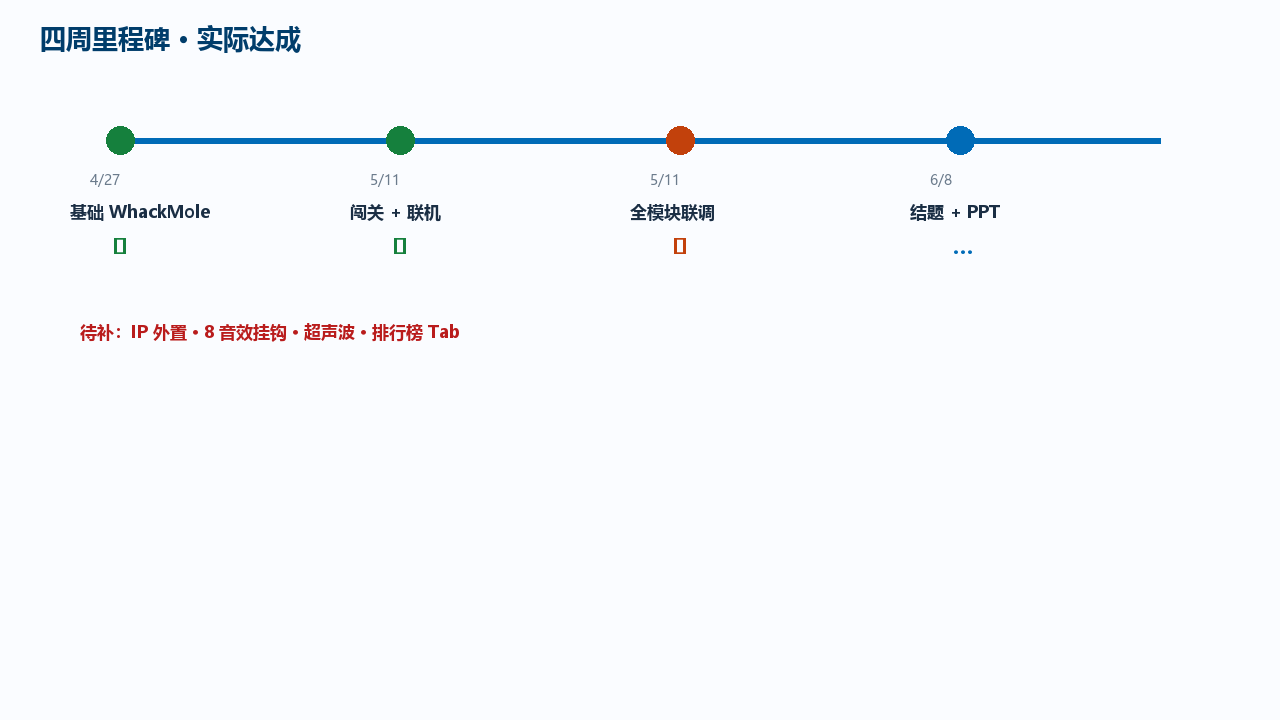 四周里程碑·实际达成
4/27
5/11
5/11
6/8
基础 WhackMole
闯关 + 联机
全模块联调
结题 + PPT
...
待补：IP 外置·8 音效挂钩·超声波·排行榜 Tab